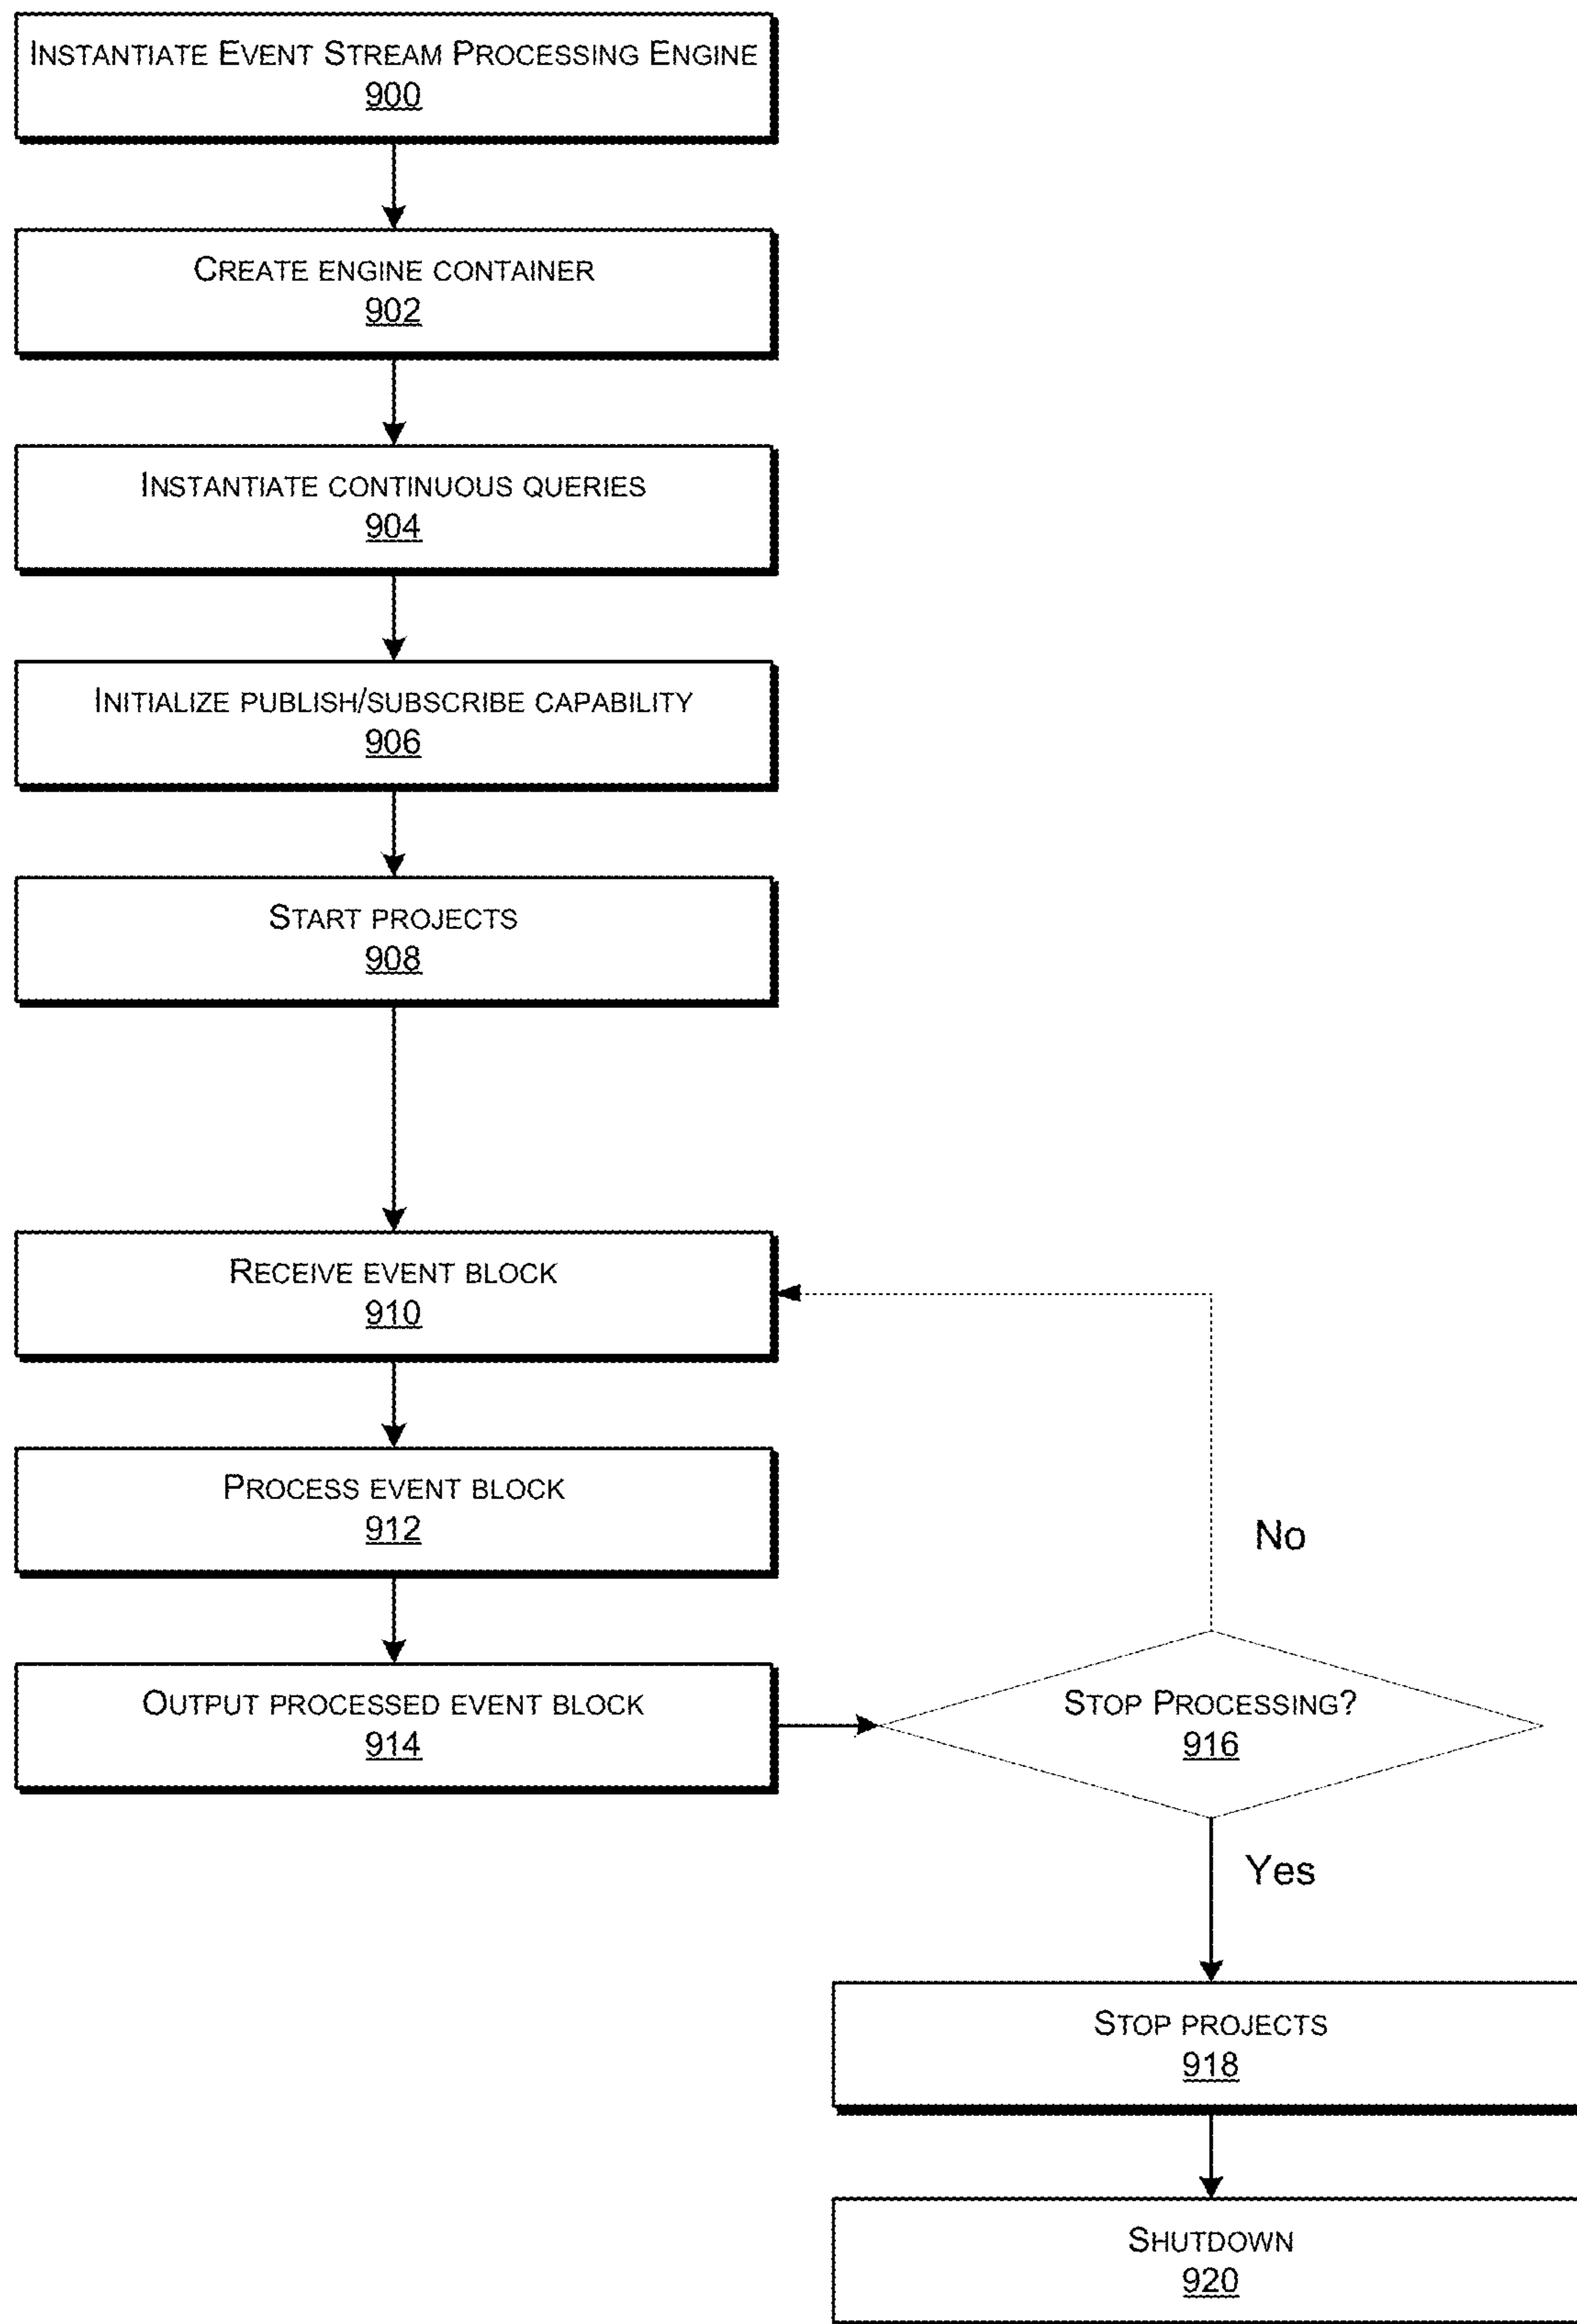 INSTANTIATE EVENT STREAM PROCESSING ENGINE
900
CREATE ENGINE CONTAINER
902
INSTANTIATE CONTINUOUS QUERIES
904
INITIALIZE PUBLISH/SUBSCRIBE CAPABILITY
906
START PROJECTS
908
RECEIVE EVENT BLOCK
910
PROCESS EVENT BLOCK
912
No
OUTPUT PROCESSED EVENT BLOCK
914
STOP PROCESSING?
916
Yes
STOP PROJECTS
918
SHUTDOWN
920